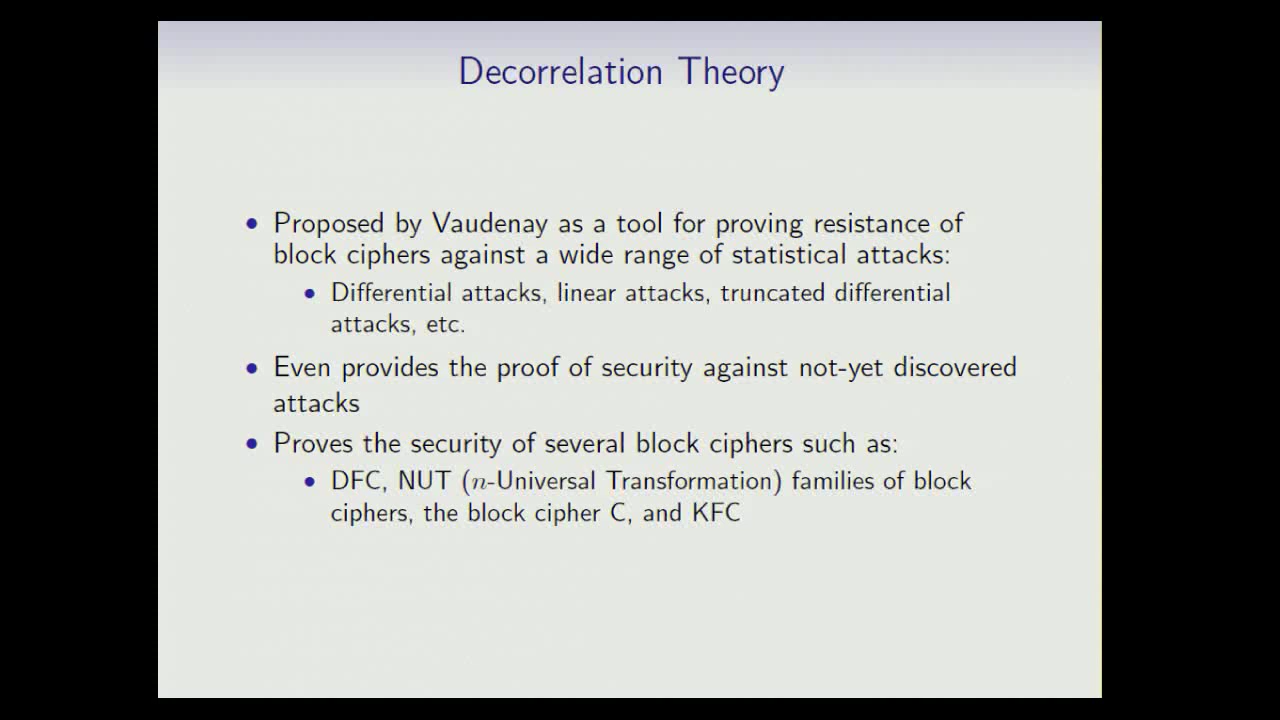 Decorrelation Theory
• Proposed by Vaudenay as a tool for proving resistance of
block ciphers against a wide range of statistical attacks:
• Differential attacks, linear attacks, truncated differential
attacks, etc.
• Even provides the proof of security against not-yet discovered
attacks
• Proves the security of several block ciphers such as:
• DFC, NUT (n-Universal Transformation) families of block
ciphers, the block cipher C, and KFC